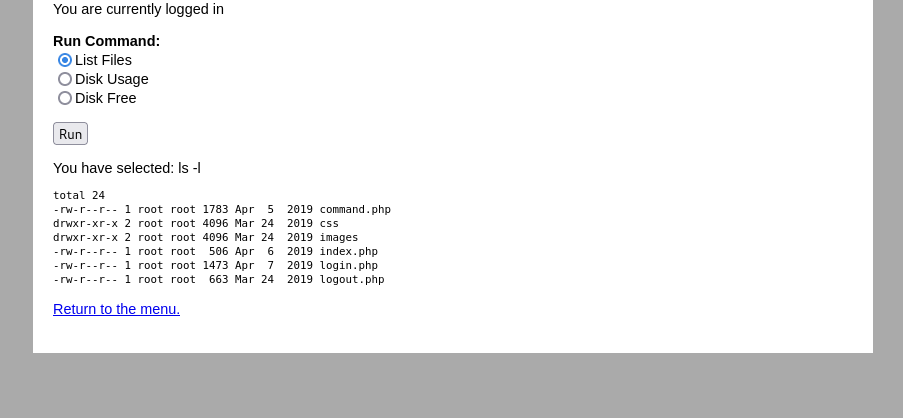 You are currently logged in
Run Command:
List Files
Disk Usage
Disk Free
Run
You have selected: ls -l
total 24
-rw-r--r-- 1 root root 1783 Apr  5  2019 command.php
drwxr-xr-x 2 root root 4096 Mar 24  2019 css
drwxr-xr-x 2 root root 4096 Mar 24  2019 images
-rw-r--r-- 1 root root  506 Apr  6  2019 index.php
-rw-r--r-- 1 root root 1473 Apr  7  2019 login.php
-rw-r--r-- 1 root root  663 Mar 24  2019 logout.php
Return to the menu.